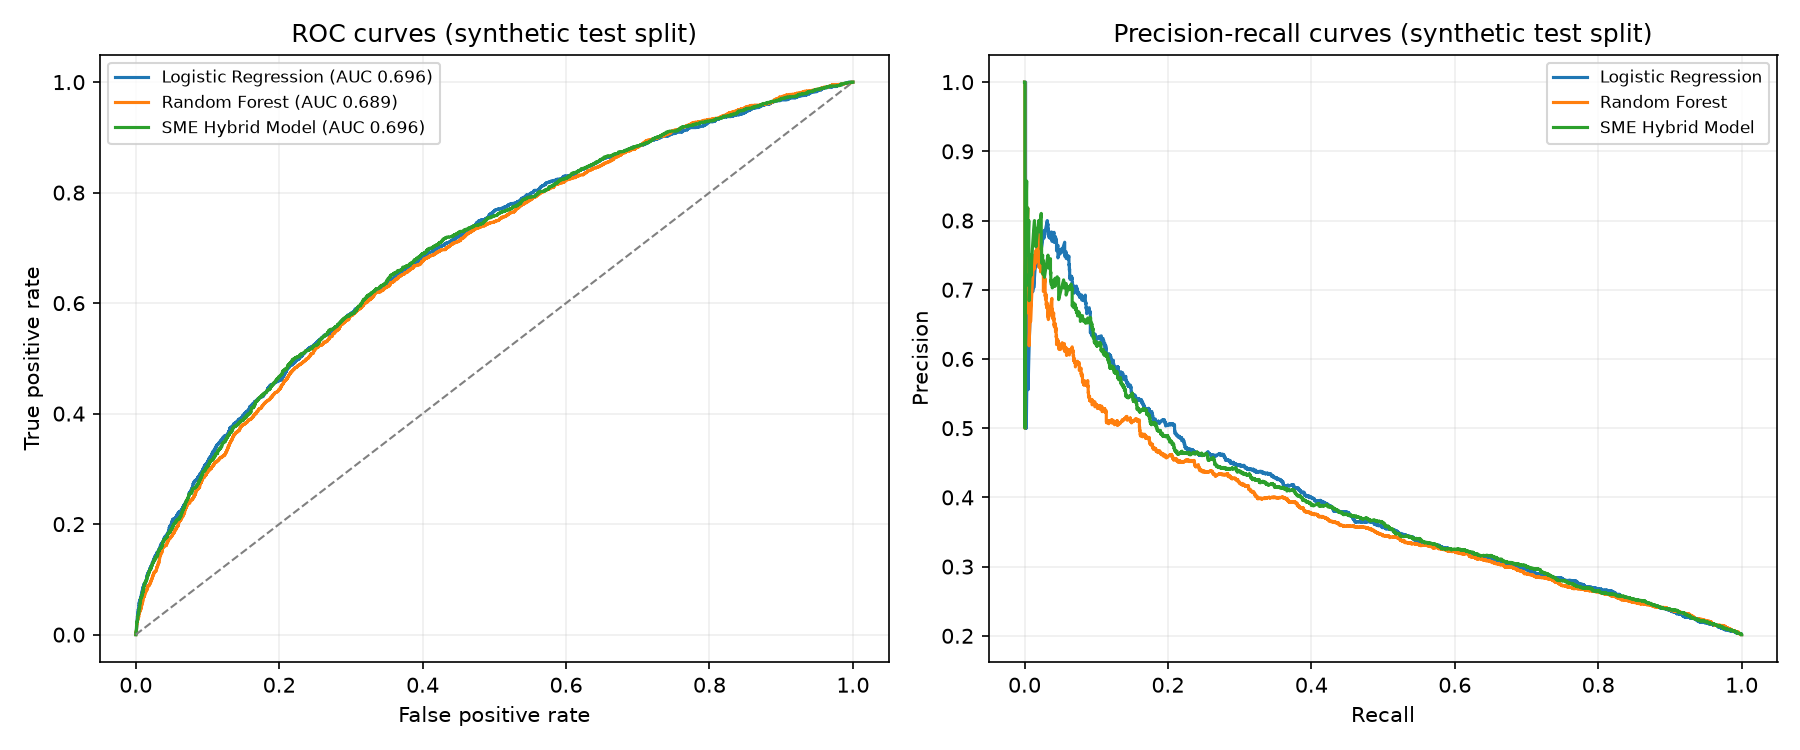 ROC curves (synthetic test split)
Logistic Regression (AUC 0.696)
Random Forest (AUC 0.689)
SME Hybrid Model (AUC 0.696)
1.0
0.8
0.6
0.4
0.2
0.0
True positive rate
0.0 0.2 0.4 0.6 0.8 1.0
False positive rate
Precision-recall curves (synthetic test split)
Logistic Regression
Random Forest
SME Hybrid Model
1.0
0.9
0.8
0.7
0.6
0.5
0.4
0.3
0.2
Precision
0.0 0.2 0.4 0.6 0.8 1.0
Recall